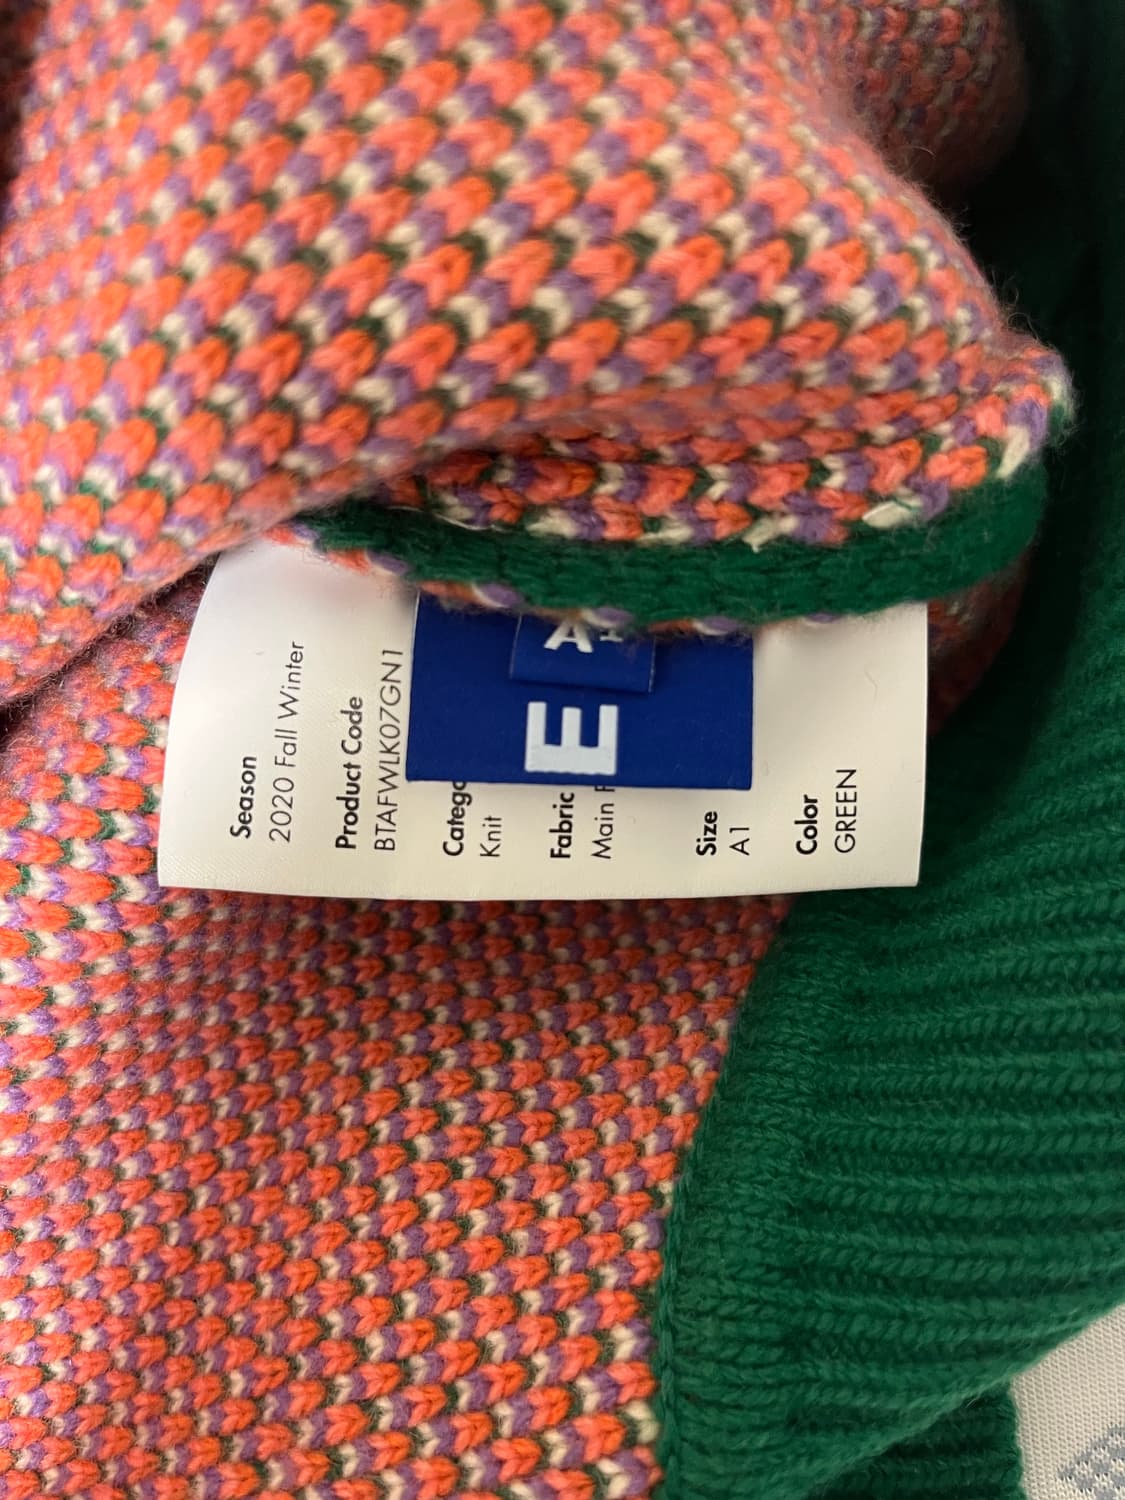 Season
2020 Fall Winter
Product Code
BTAFWLK07GN1
Knit
Fabric
Main
Size
A1
Color
GREEN
A1
E